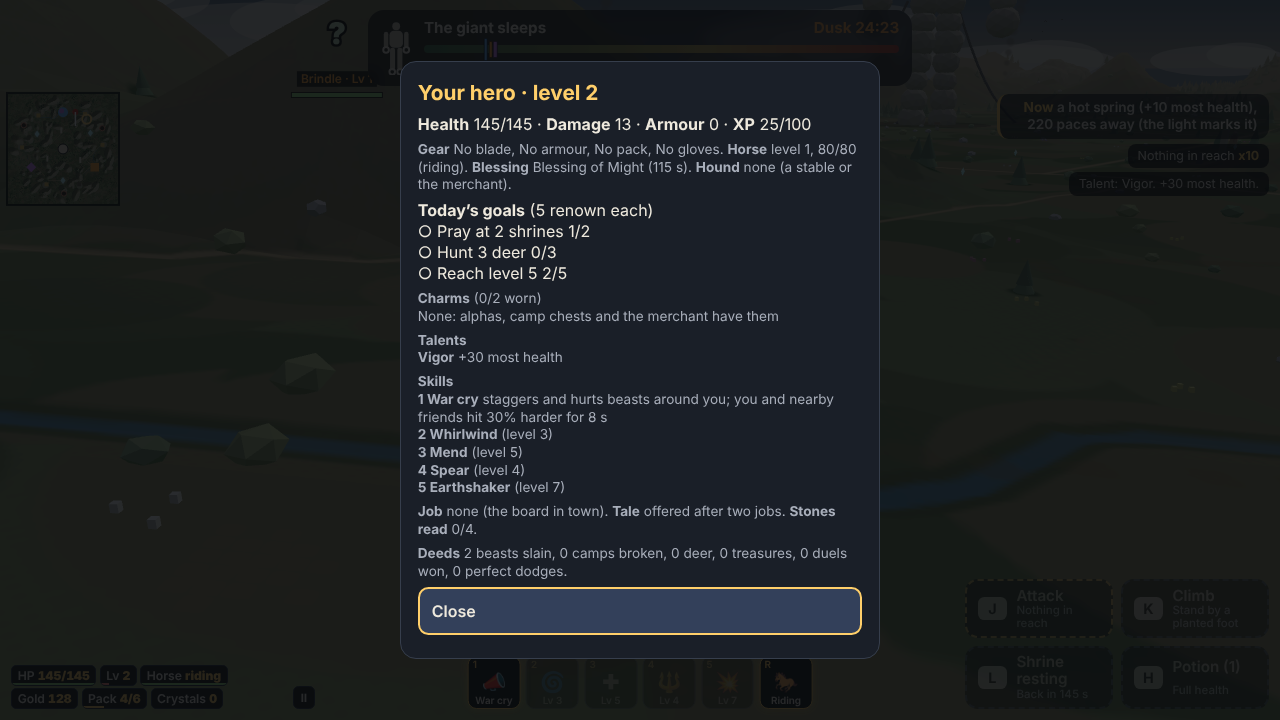 ?
The giant sleeps
Dusk 24:23
Brindle · Lv
Now a hot spring (+10 most health),
220 paces away (the light marks it)
Nothing in reach x10
Talent: Vigor. +30 most health.
Your hero · level 2
Health 145/145 · Damage 13 · Armour 0 · XP 25/100
Gear No blade, No armour, No pack, No gloves. Horse level 1, 80/80
(riding). Blessing Blessing of Might (115 s). Hound none (a stable or
the merchant).
Today's goals (5 renown each)
Pray at 2 shrines 1/2
Hunt 3 deer 0/3
Reach level 5 2/5
Charms (0/2 worn)
None: alphas, camp chests and the merchant have them
Talents
Vigor +30 most health
Skills
1 War cry staggers and hurts beasts around you; you and nearby
friends hit 30% harder for 8 s
2 Whirlwind (level 3)
3 Mend (level 5)
4 Spear (level 4)
5 Earthshaker (level 7)
Job none (the board in town). Tale offered after two jobs. Stones
read 0/4.
Deeds 2 beasts slain, 0 camps broken, 0 deer, 0 treasures, 0 duels
won, 0 perfect dodges.
Close
J Attack
Nothing in
reach
K Climb
Stand by a
planted foot
L Shrine
resting
Back in 145 s
H Potion (1)
Full health
HP 145/145 Lv 2 Horse riding
Gold 128 Pack 4/6 Crystals 0
1 War cry
2 Lv 3
3 Lv 5
4 Lv 4
5 Lv 7
R Riding